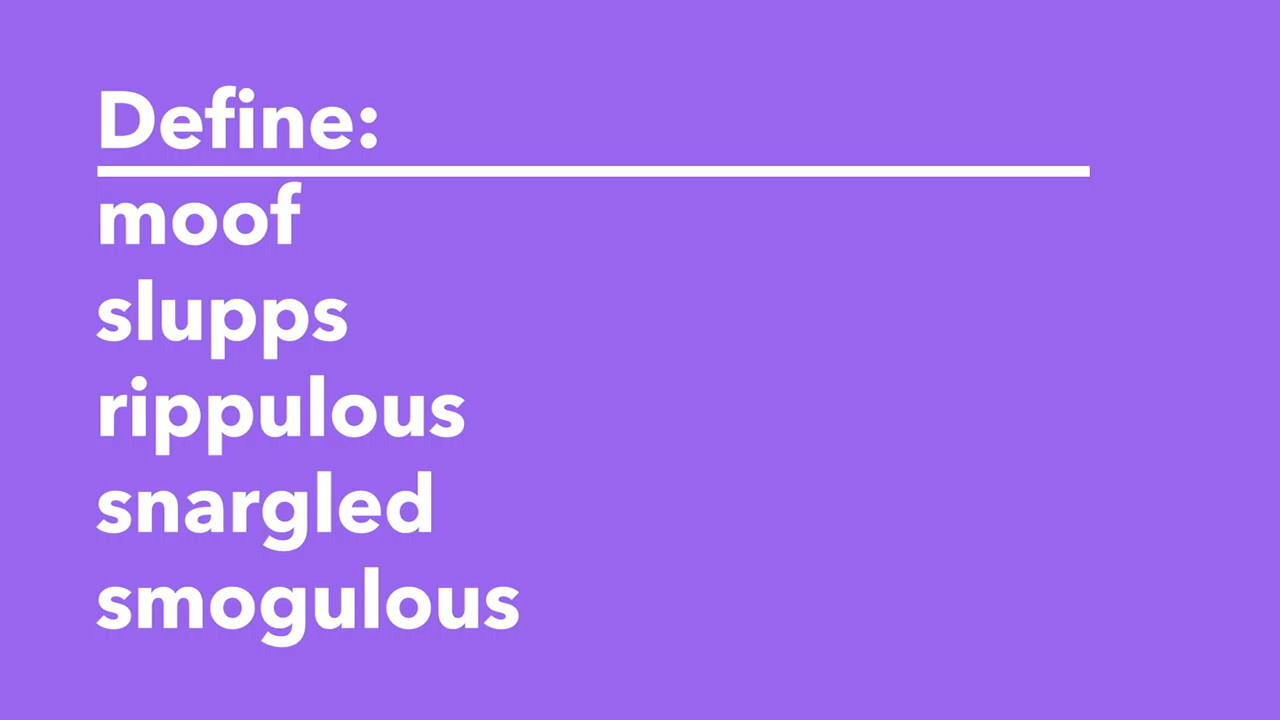 Define:
moof
slupps
rippulous
snargled
smogulous